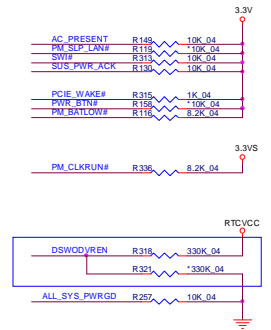 3.3V
AC_PRESENT R149 10K_04
PM_SLP_LAN# R119 *10K_04
SWI# R313 10K_04
SUS_PWR_ACK R130 10K_04
PCIE_WAKE# R315 1K_04
PWR_BTN# R158 *10K_04
PM_BATLOW# R116 8.2K_04
3.3VS
PM_CLKRUN# R336 8.2K_04
RTCVCC
DSWODVREN R318 330K_04
R321 *330K_04
ALL_SYS_PWRGD R257 10K_04